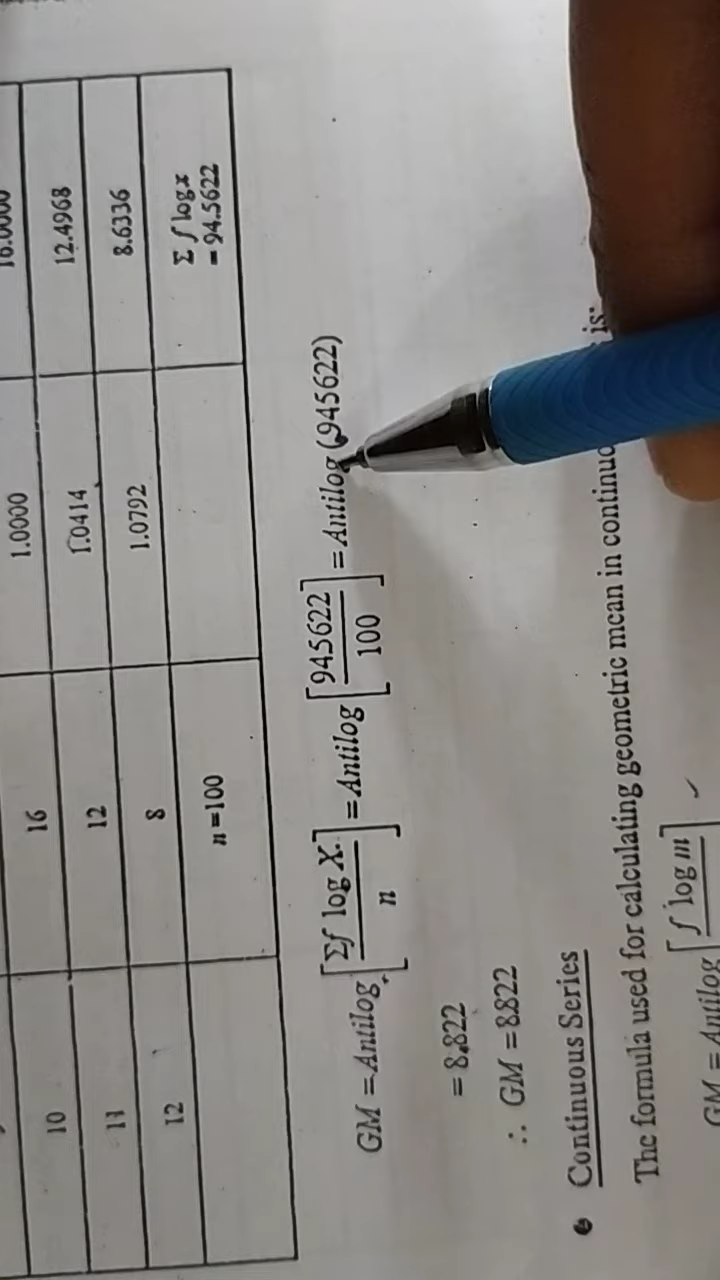 10 16 1.0000 16.0000
11 12 1.0414 12.4968
12 8 1.0792 8.6336
n=100 Σ f log x = 94.5622
GM = Antilog [Σf log X. / n] = Antilog [945622 / 100] = Antilog (.945622)
= 8.822
∴ GM = 8822
Continuous Series
The formula used for calculating geometric mean in continuo is:
GM = Antilog [f log m